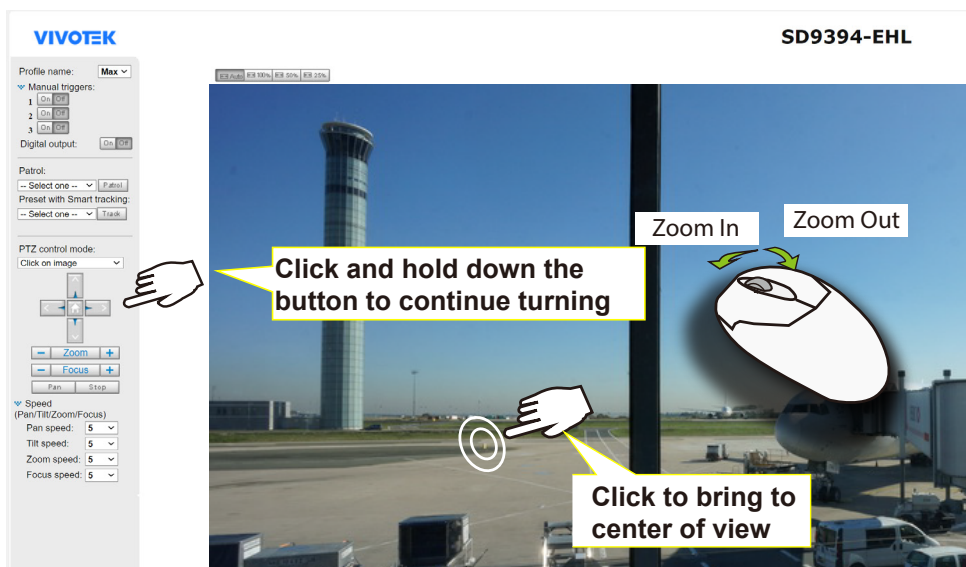 VIVOTEK
SD9394-EHL
Profile name: Max
Manual triggers:
1 On Off
2 On Off
3 On Off
Digital output: On Off
Auto 100% 50% 25%
Patrol:
-- Select one -- Patrol
Preset with Smart tracking:
-- Select one -- Track
PTZ control mode:
Click on image
− Zoom +
− Focus +
Pan Stop
Speed
(Pan/Tilt/Zoom/Focus)
Pan speed: 5
Tilt speed: 5
Zoom speed: 5
Focus speed: 5
Zoom In
Zoom Out
Click and hold down the
button to continue turning
Click to bring to
center of view